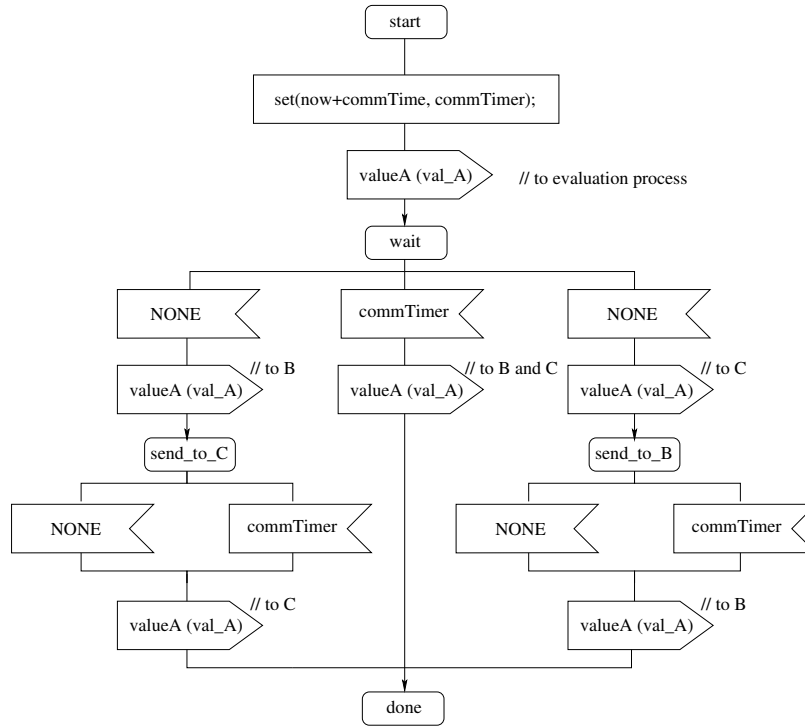 start
set(now+commTime, commTimer);
valueA (val_A)
// to evaluation process
wait
NONE
commTimer
NONE
// to B
// to B and C
// to C
valueA (val_A)
valueA (val_A)
valueA (val_A)
send_to_C
send_to_B
NONE
commTimer
NONE
commTimer
// to C
// to B
valueA (val_A)
valueA (val_A)
done